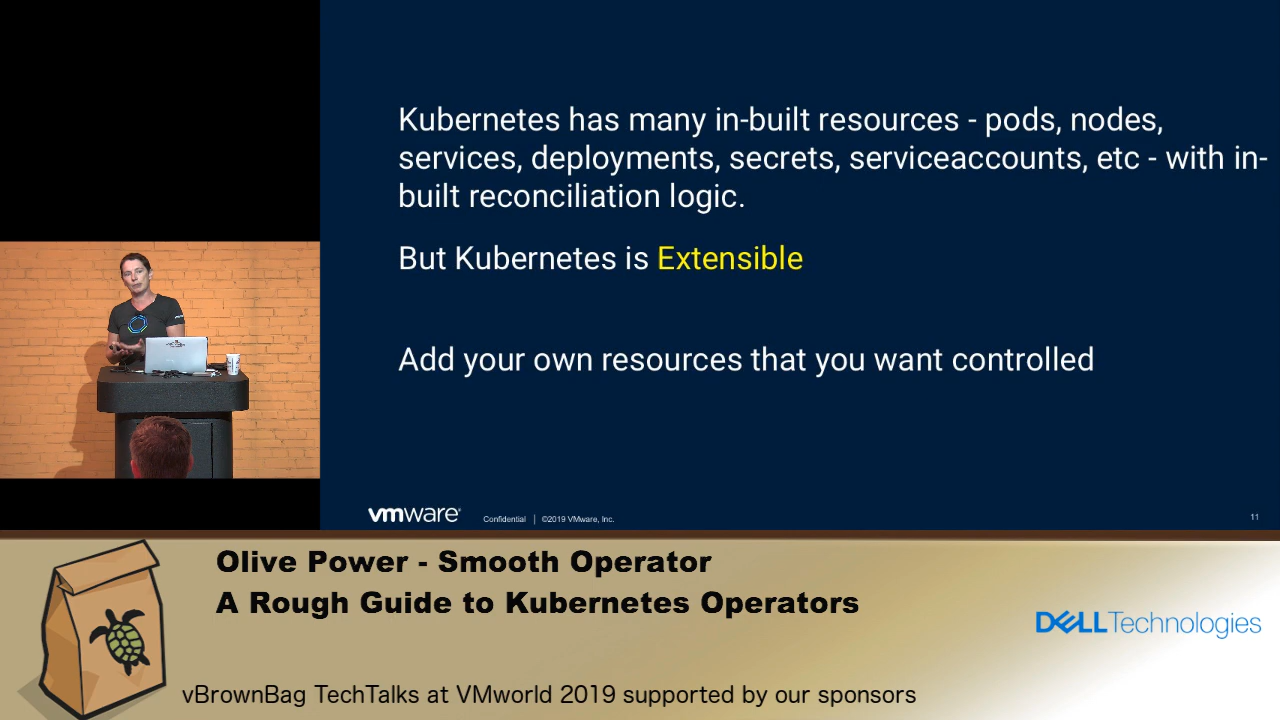 Kubernetes has many in-built resources - pods, nodes,
services, deployments, secrets, serviceaccounts, etc - with in-
built reconciliation logic.
But Kubernetes is Extensible
Add your own resources that you want controlled
vmware
Confidential | ©2019 VMware, Inc.
11
Olive Power - Smooth Operator
A Rough Guide to Kubernetes Operators
DELL Technologies
vBrownBag TechTalks at VMworld 2019 supported by our sponsors